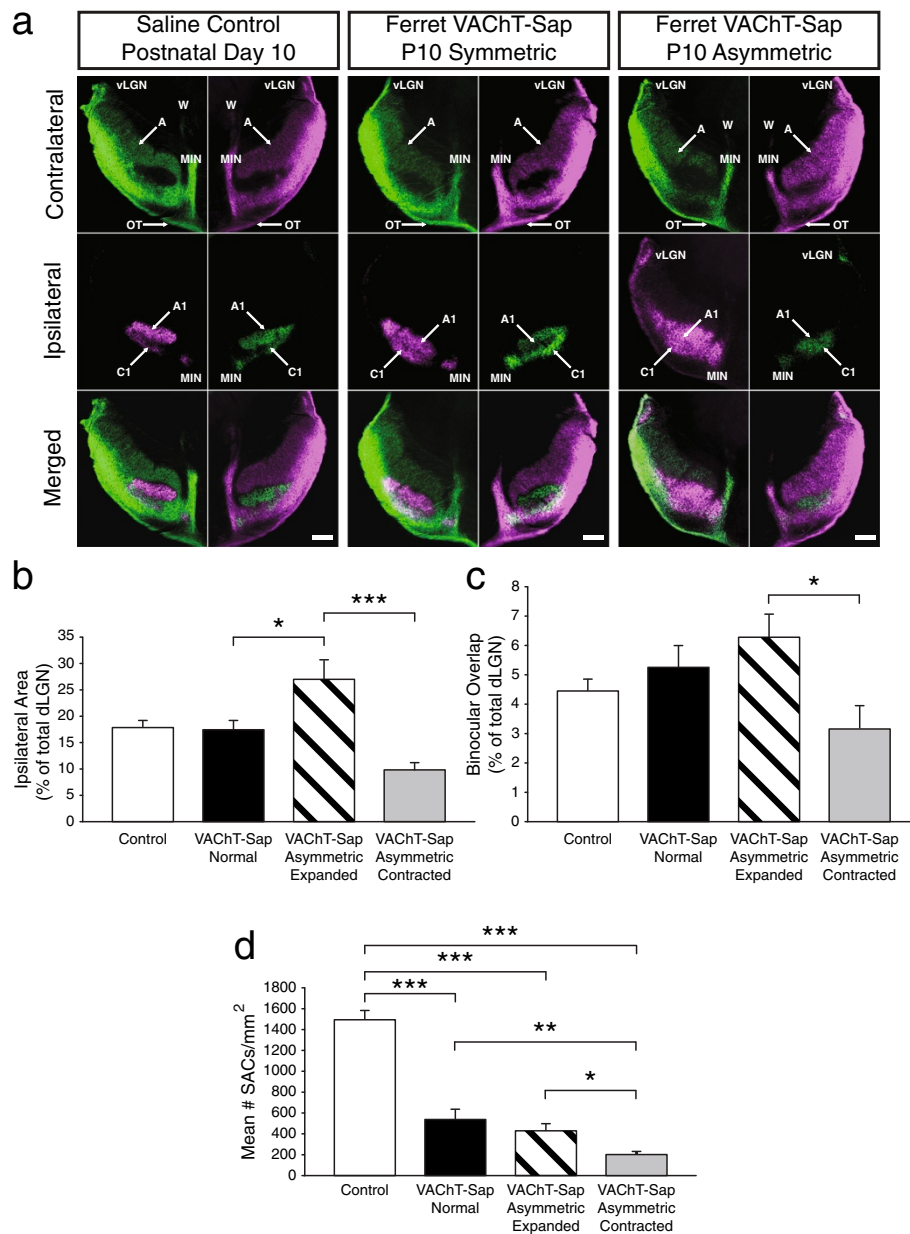 a
Saline Control
Postnatal Day 10
Ferret VAChT-Sap
P10 Symmetric
Ferret VAChT-Sap
P10 Asymmetric
Contralateral
vLGN
W
A
MIN
OT
vLGN
W
A
MIN
OT
vLGN
A
MIN
OT
vLGN
A
MIN
OT
vLGN
W
A
MIN
OT
vLGN
W
A
MIN
OT
Ipsilateral
A1
C1
MIN
A1
C1
A1
C1
MIN
A1
C1
vLGN
A1
C1
MIN
vLGN
A1
C1
Merged
b
Ipsilateral Area
(% of total dLGN)
35
30
25
20
15
10
5
0
*
***
Control
VAChT-Sap
Normal
VAChT-Sap
Asymmetric
Expanded
VAChT-Sap
Asymmetric
Contracted
c
Binocular Overlap
(% of total dLGN)
8
7
6
5
4
3
2
1
0
*
Control
VAChT-Sap
Normal
VAChT-Sap
Asymmetric
Expanded
VAChT-Sap
Asymmetric
Contracted
d
Mean # SACs/mm²
1800
1600
1400
1200
1000
800
600
400
200
0
***
***
***
**
*
Control
VAChT-Sap
Normal
VAChT-Sap
Asymmetric
Expanded
VAChT-Sap
Asymmetric
Contracted